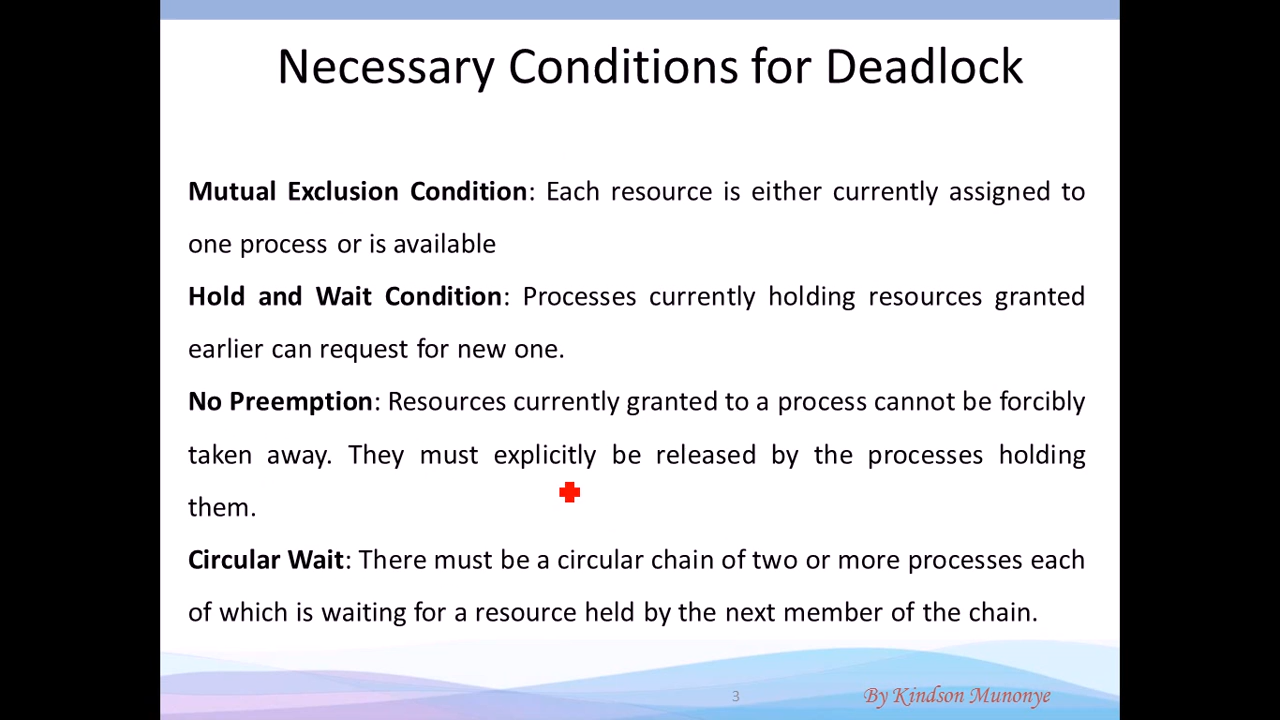 Necessary Conditions for Deadlock
Mutual Exclusion Condition: Each resource is either currently assigned to
one process or is available
Hold and Wait Condition: Processes currently holding resources granted
earlier can request for new one.
No Preemption: Resources currently granted to a process cannot be forcibly
taken away. They must explicitly be released by the processes holding
them.
Circular Wait: There must be a circular chain of two or more processes each
of which is waiting for a resource held by the next member of the chain.
3
By Kindson Munonye